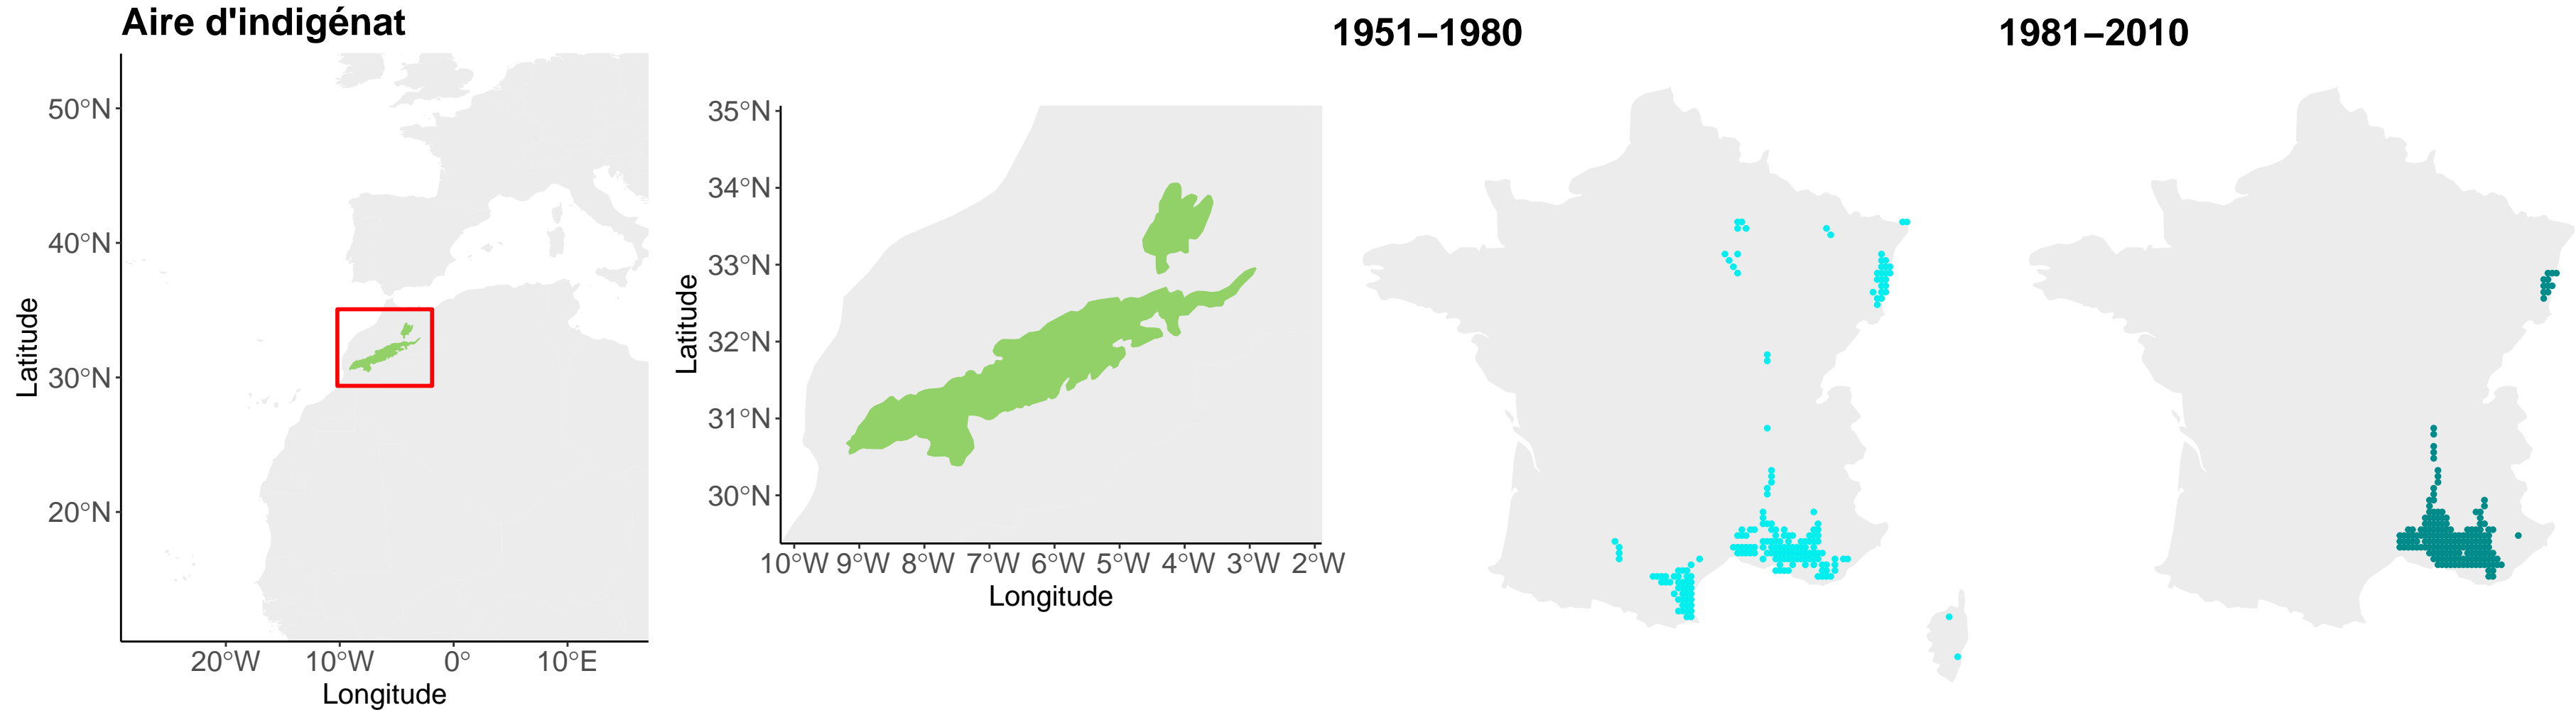 Aire d'indigénat
1951–1980
1981–2010
Latitude
50°N
40°N
30°N
20°N
20°W 10°W 0° 10°E
Longitude
Latitude
35°N
34°N
33°N
32°N
31°N
30°N
10°W 9°W 8°W 7°W 6°W 5°W 4°W 3°W 2°W
Longitude